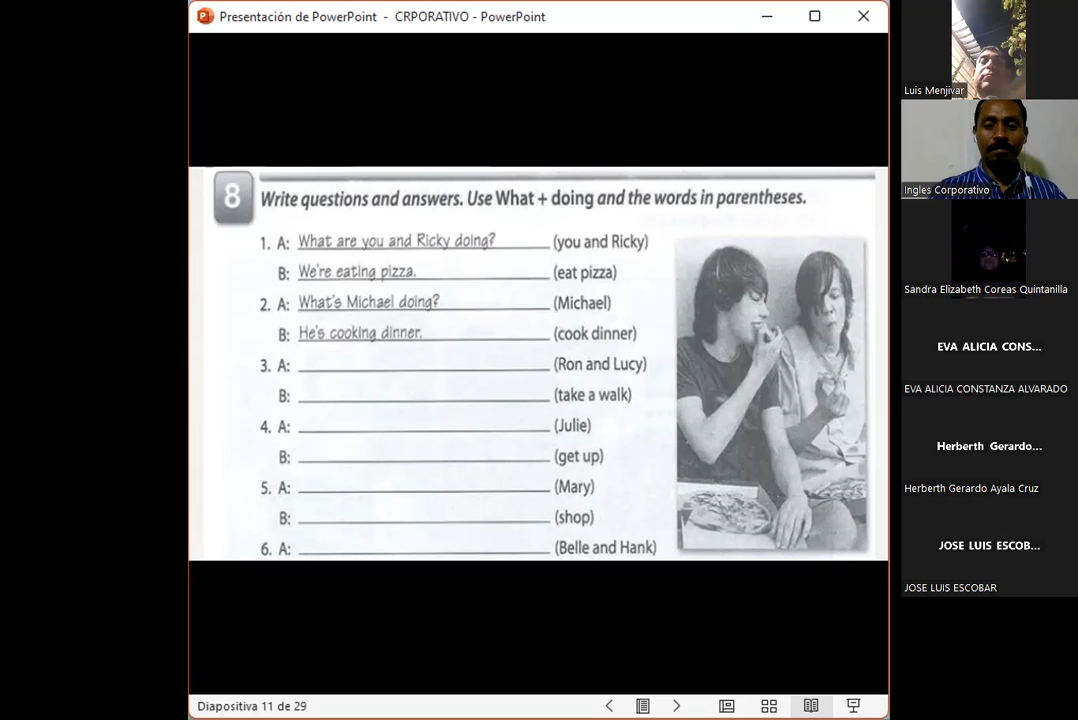 Presentación de PowerPoint - CRPORATIVO - PowerPoint
8 Write questions and answers. Use What + doing and the words in parentheses.
1. A: What are you and Ricky doing? (you and Ricky)
B: We're eating pizza. (eat pizza)
2. A: What's Michael doing? (Michael)
B: He's cooking dinner. (cook dinner)
3. A: (Ron and Lucy)
B: (take a walk)
4. A: (Julie)
B: (get up)
5. A: (Mary)
B: (shop)
6. A: (Belle and Hank)
Diapositiva 11 de 29
Luis Menjivar
Ingles Corporativo
Sandra Elizabeth Coreas Quintanilla
EVA ALICIA CONS...
EVA ALICIA CONSTANZA ALVARADO
Herberth Gerardo...
Herberth Gerardo Ayala Cruz
JOSE LUIS ESCOB...
JOSE LUIS ESCOBAR